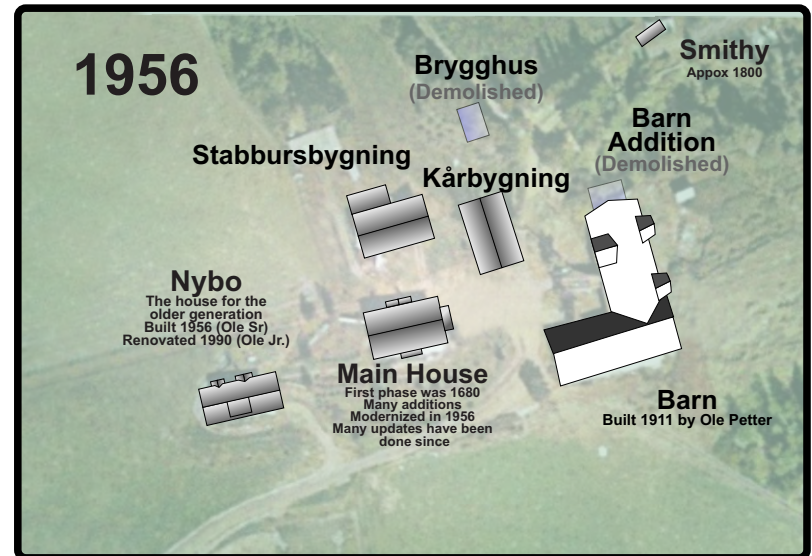 1956
Smithy
Appox 1800
Brygghus
(Demolished)
Barn
Addition
(Demolished)
Stabbursbygning
Kårbygning
Nybo
The house for the
older generation
Built 1956 (Ole Sr)
Renovated 1990 (Ole Jr.)
Main House
First phase was 1680
Many additions
Modernized in 1956
Many updates have been
done since
Barn
Built 1911 by Ole Petter